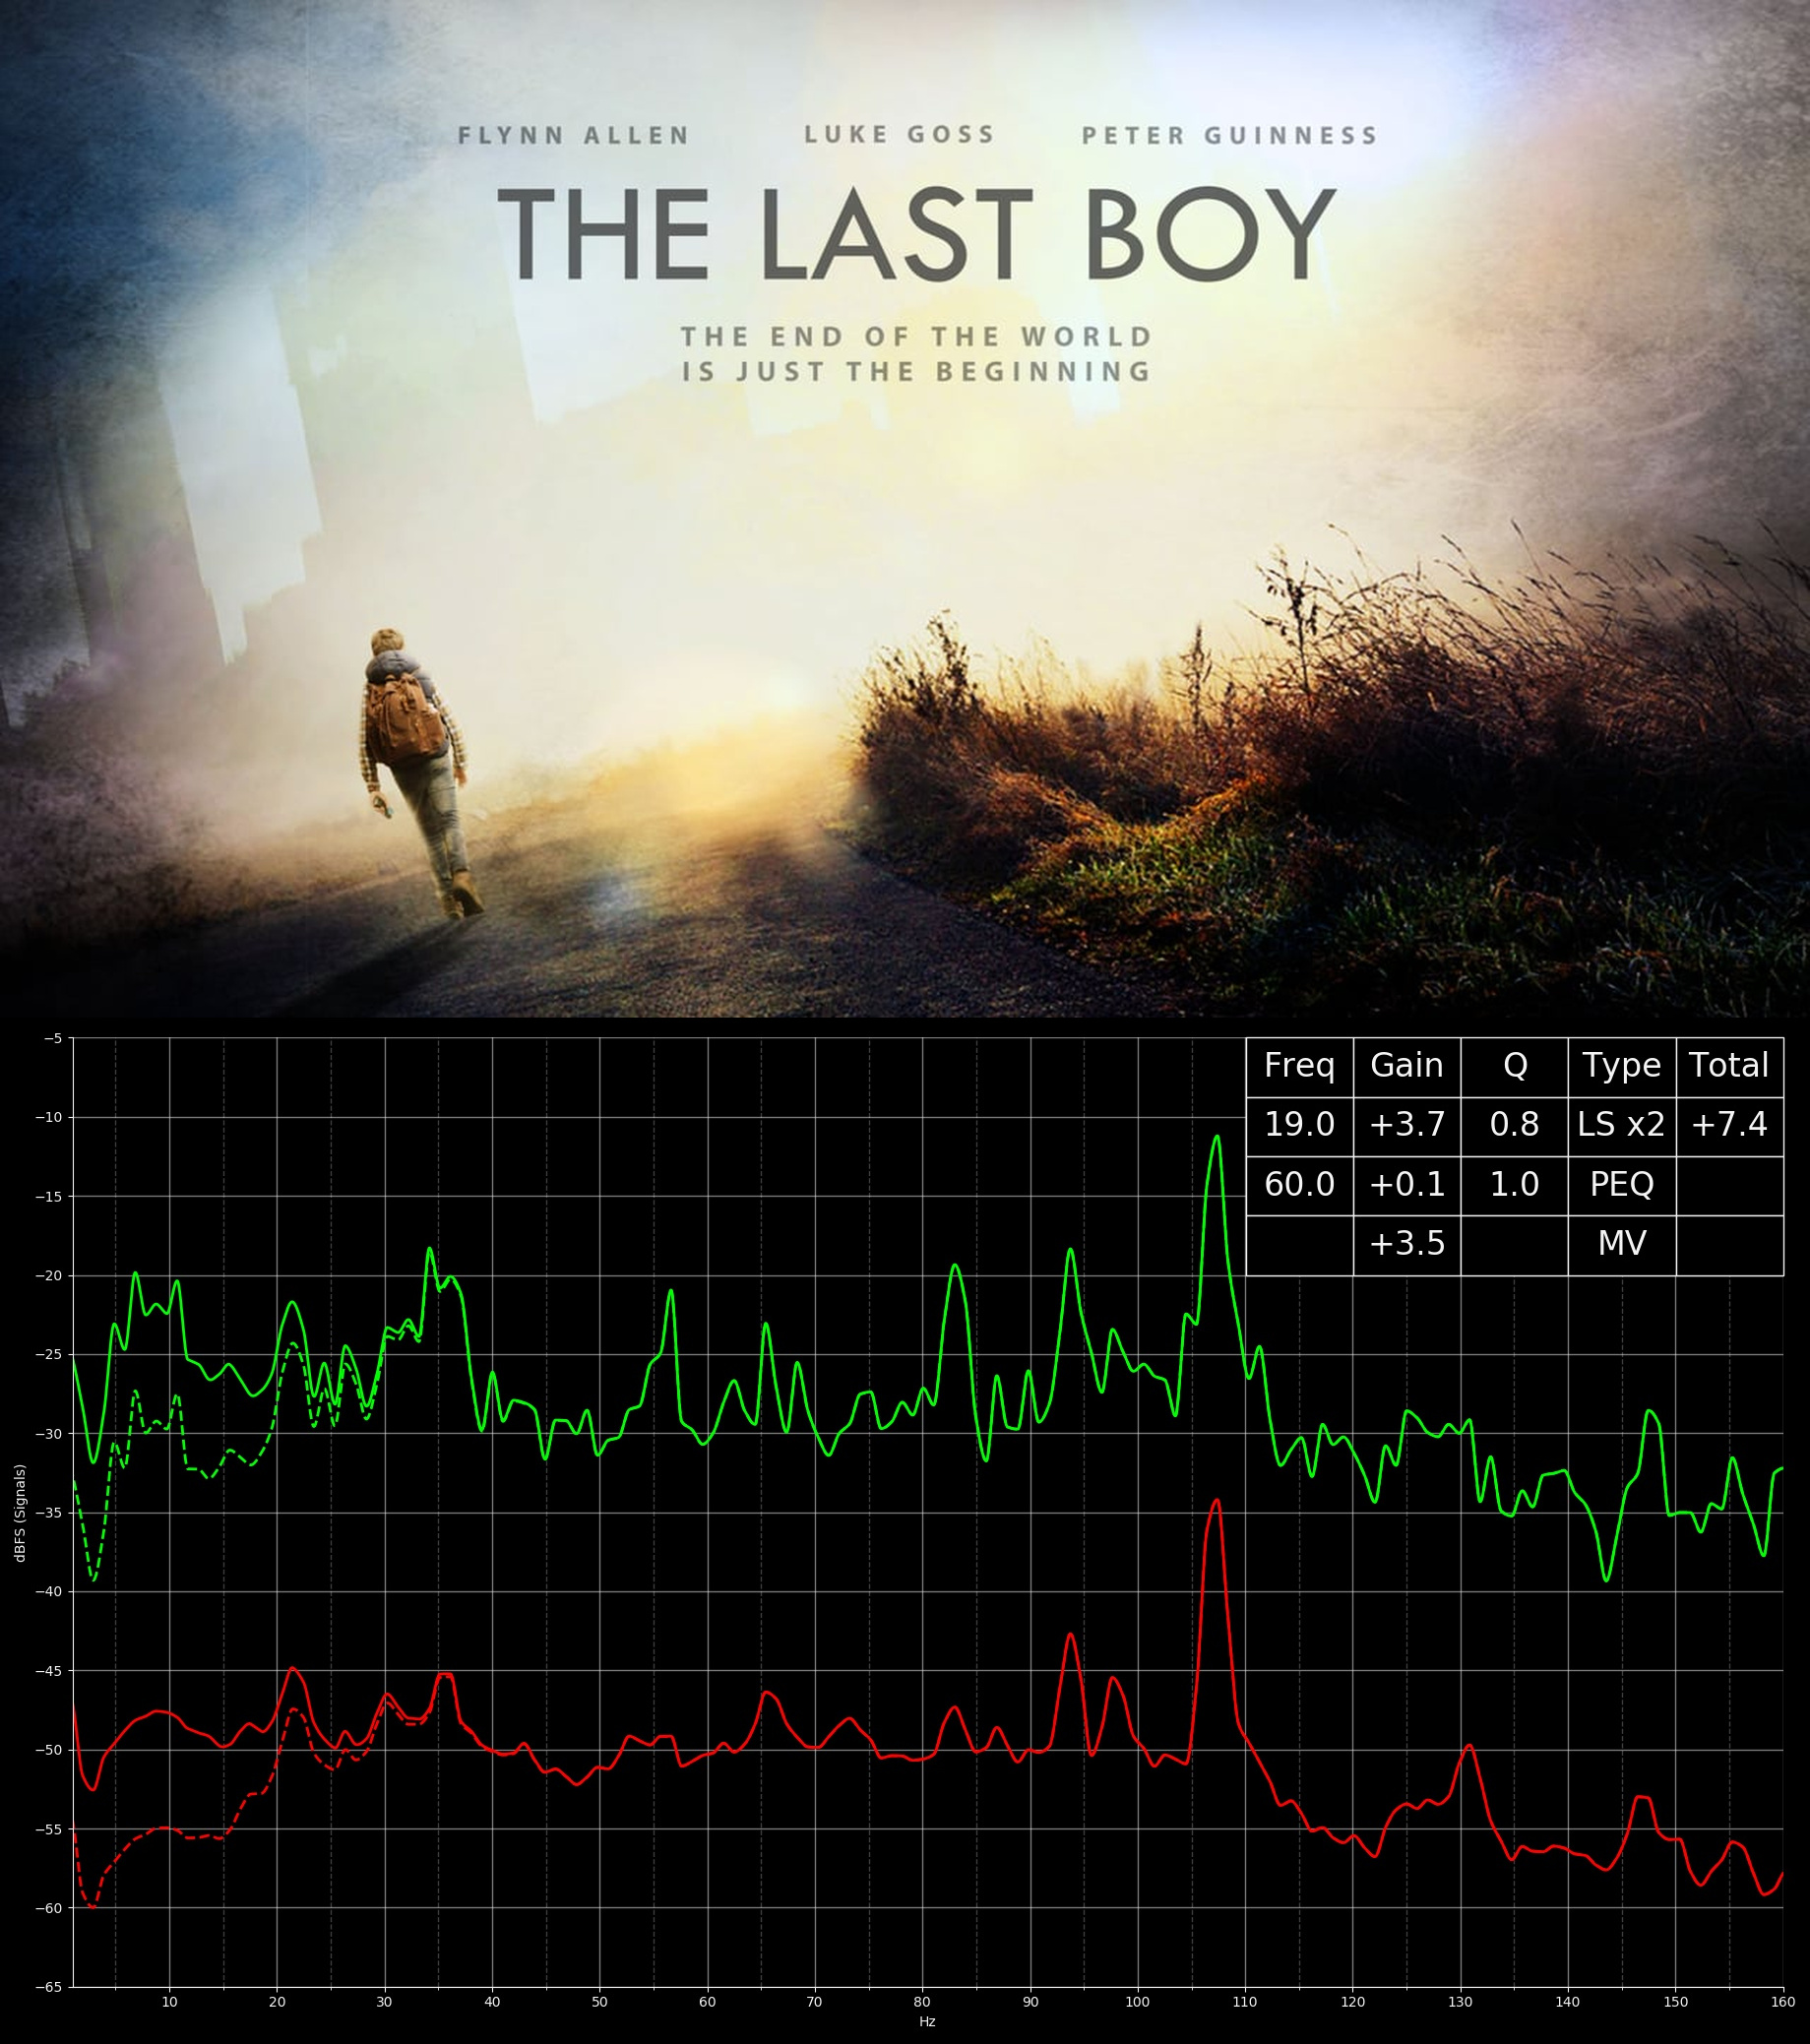 FLYNN ALLEN LUKE GOSS PETER GUINNESS
THE LAST BOY
THE END OF THE WORLD
IS JUST THE BEGINNING
Freq Gain Q Type Total
19.0 +3.7 0.8 LS x2 +7.4
60.0 +0.1 1.0 PEQ
+3.5 MV
−5
−10
−15
−20
−25
−30
−35
−40
−45
−50
−55
−60
−65
dBFS (Signals)
10 20 30 40 50 60 70 80 90 100 110 120 130 140 150 160
Hz